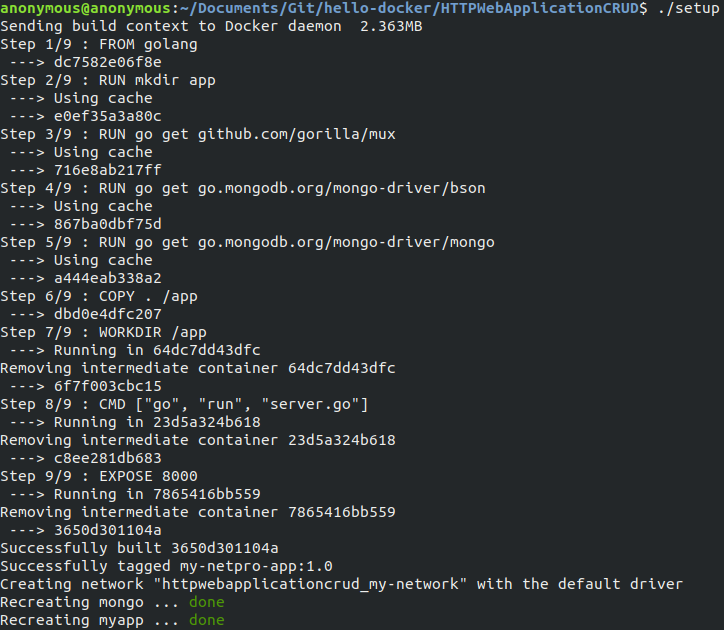 anonymous@anonymous:~/Documents/Git/hello-docker/HTTPWebApplicationCRUD$ ./setup
Sending build context to Docker daemon  2.363MB
Step 1/9 : FROM golang
 ---> dc7582e06f8e
Step 2/9 : RUN mkdir app
 ---> Using cache
 ---> e0ef35a3a80c
Step 3/9 : RUN go get github.com/gorilla/mux
 ---> Using cache
 ---> 716e8ab217ff
Step 4/9 : RUN go get go.mongodb.org/mongo-driver/bson
 ---> Using cache
 ---> 867ba0dbf75d
Step 5/9 : RUN go get go.mongodb.org/mongo-driver/mongo
 ---> Using cache
 ---> a444eab338a2
Step 6/9 : COPY . /app
 ---> dbd0e4dfc207
Step 7/9 : WORKDIR /app
 ---> Running in 64dc7dd43dfc
Removing intermediate container 64dc7dd43dfc
 ---> 6f7f003cbc15
Step 8/9 : CMD ["go", "run", "server.go"]
 ---> Running in 23d5a324b618
Removing intermediate container 23d5a324b618
 ---> c8ee281db683
Step 9/9 : EXPOSE 8000
 ---> Running in 7865416bb559
Removing intermediate container 7865416bb559
 ---> 3650d301104a
Successfully built 3650d301104a
Successfully tagged my-netpro-app:1.0
Creating network "httpwebapplicationcrud_my-network" with the default driver
Recreating mongo ... done
Recreating myapp ... done